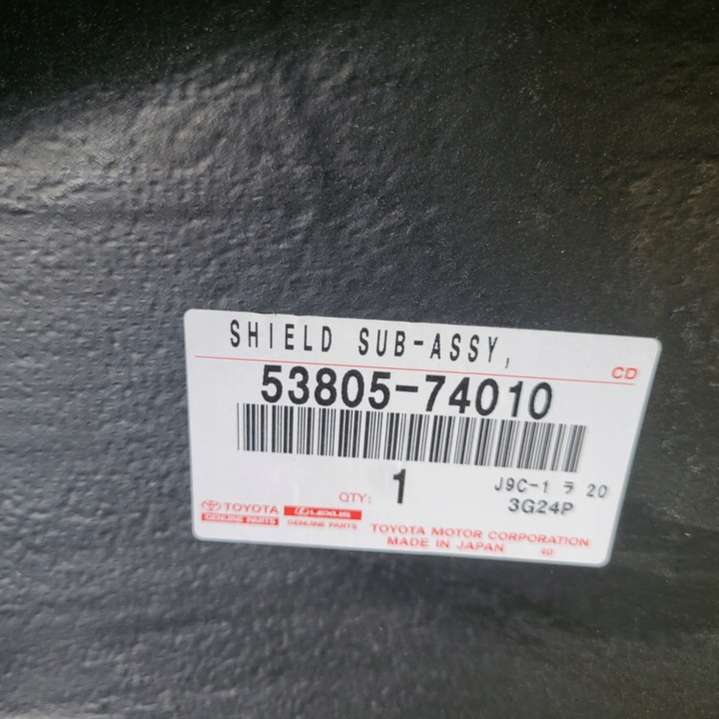 SHIELD SUB-ASSY,
CD
53805-74010
QTY: 1
J9C-1 ラ 20
3G24P
TOYOTA
GENUINE PARTS
LEXUS
GENUINE PARTS
TOYOTA MOTOR CORPORATION
MADE IN JAPAN